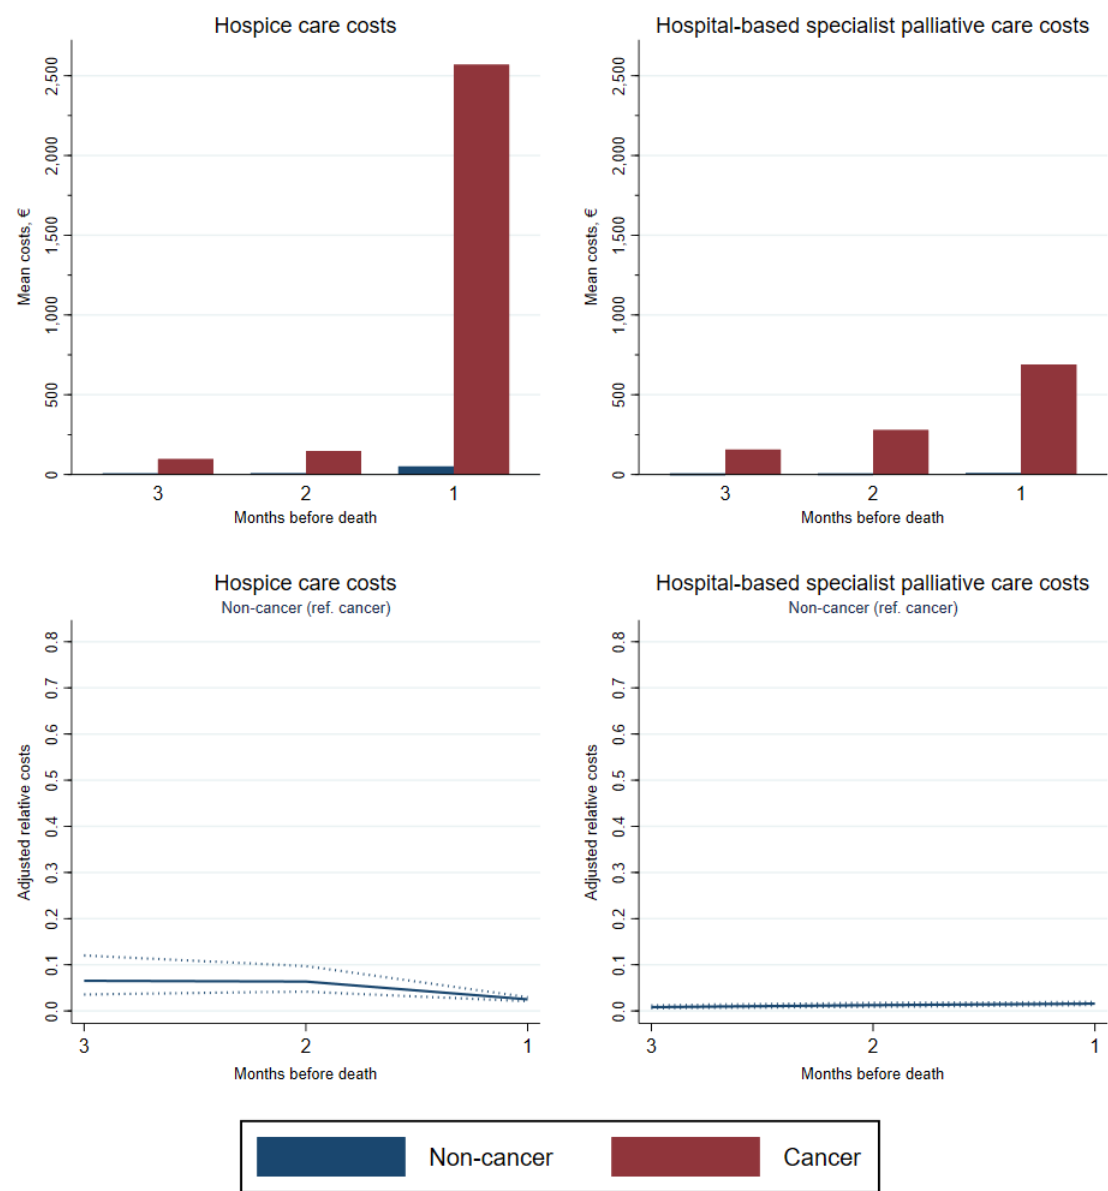 Hospice care costs
Mean costs, €
2,500
2,000
1,500
1,000
500
0
3 2 1
Months before death
Hospital-based specialist palliative care costs
Mean costs, €
2,500
2,000
1,500
1,000
500
0
3 2 1
Months before death
Hospice care costs
Non-cancer (ref. cancer)
Adjusted relative costs
0.8
0.7
0.6
0.5
0.4
0.3
0.2
0.1
0.0
3 2 1
Months before death
Hospital-based specialist palliative care costs
Non-cancer (ref. cancer)
Adjusted relative costs
0.8
0.7
0.6
0.5
0.4
0.3
0.2
0.1
0.0
3 2 1
Months before death
Non-cancer Cancer